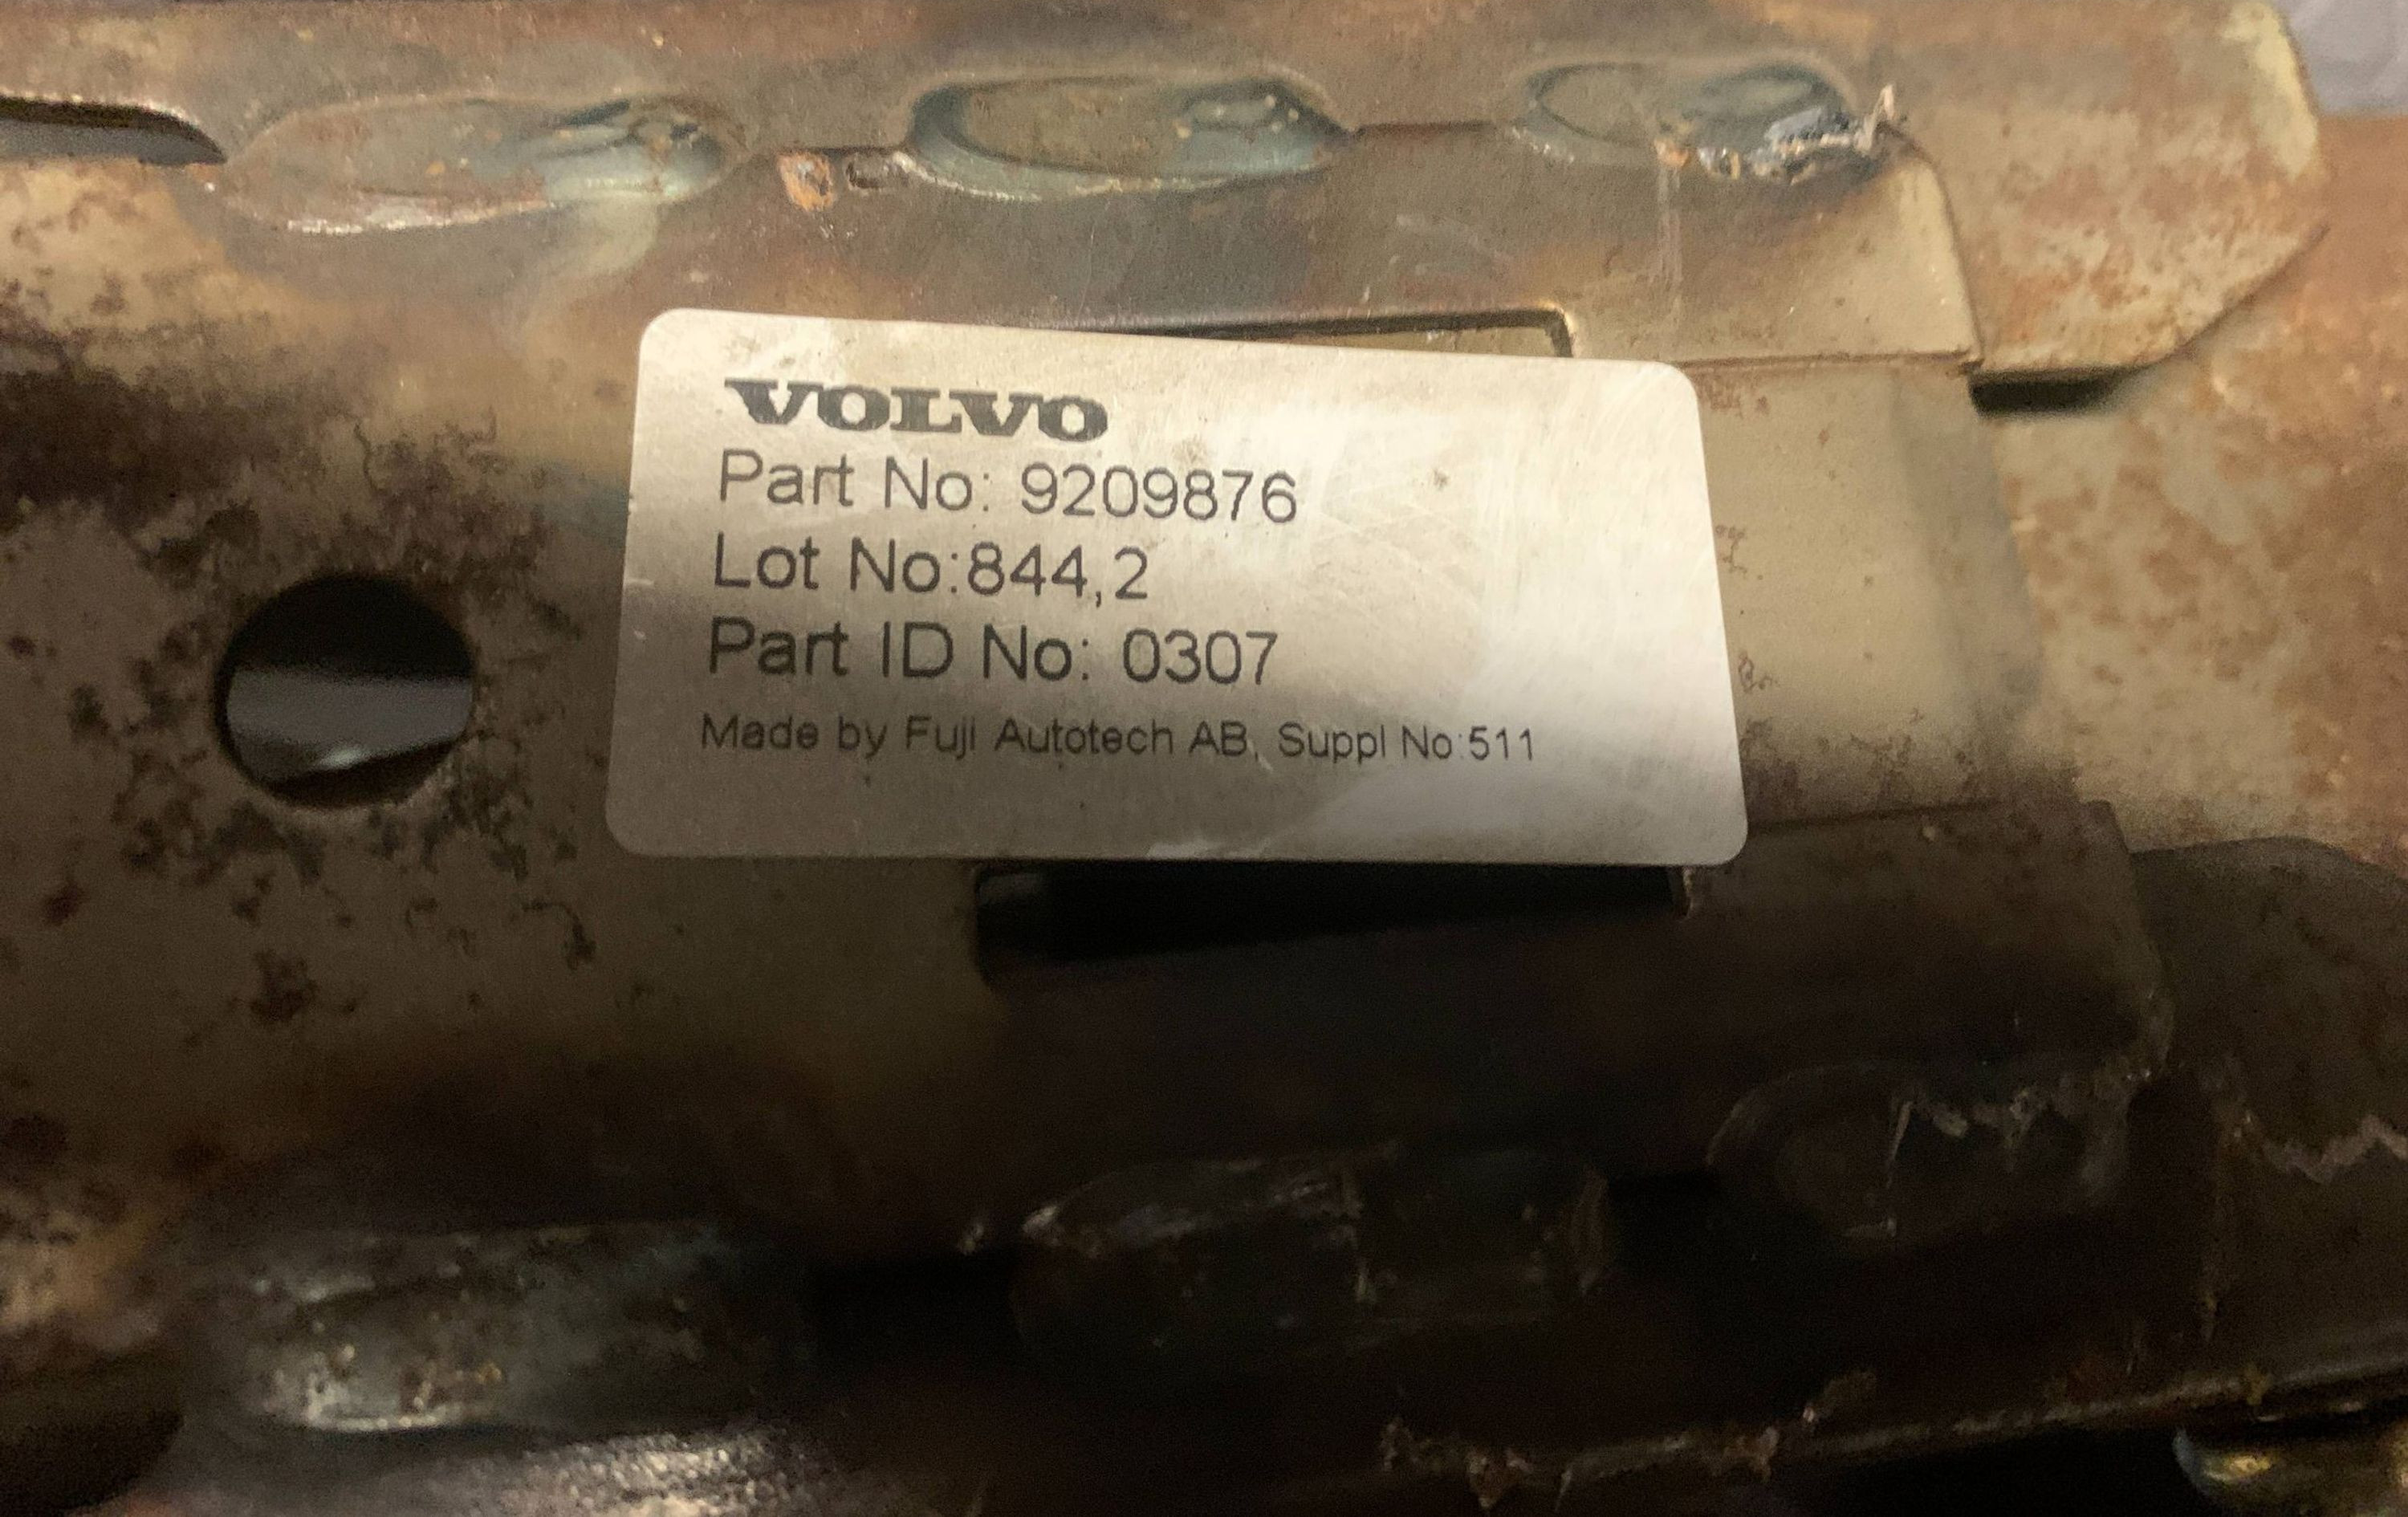 VOLVO
Part No: 9209876
Lot No:844,2
Part ID No: 0307
Made by Fuji Autotech AB, Suppl No:511